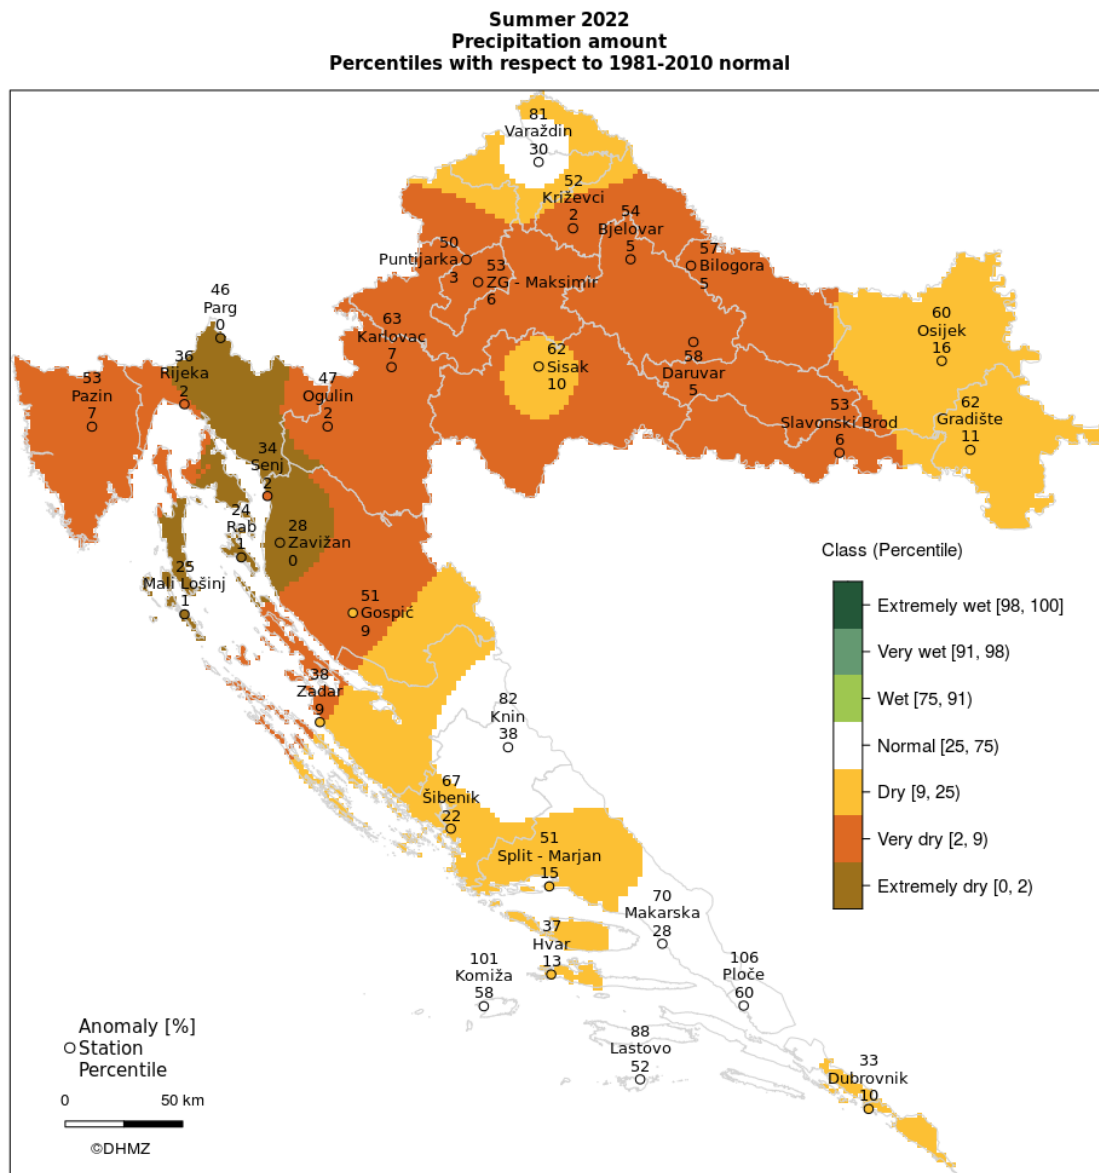 Summer 2022
Precipitation amount
Percentiles with respect to 1981-2010 normal
81
Varaždin
30
52
Križevci
2
54
Bjelovar
5
50
Puntijarka
3
53
ZG - Maksimir
6
57
Bilogora
5
46
Parg
0
63
Karlovac
7
62
Sisak
10
58
Daruvar
5
60
Osijek
16
36
Rijeka
2
53
Pazin
7
47
Ogulin
2
53
Slavonski Brod
6
62
Gradište
11
34
Senj
2
24
Rab
1
28
Zavižan
0
25
Mali Lošinj
1
51
Gospić
9
38
Zadar
9
82
Knin
38
67
Šibenik
22
51
Split - Marjan
15
70
Makarska
28
37
Hvar
13
101
Komiža
58
106
Ploče
60
88
Lastovo
52
33
Dubrovnik
10
Class (Percentile)
Extremely wet [98, 100]
Very wet [91, 98)
Wet [75, 91)
Normal [25, 75)
Dry [9, 25)
Very dry [2, 9)
Extremely dry [0, 2)
Anomaly [%]
Station
Percentile
0 50 km
©DHMZ